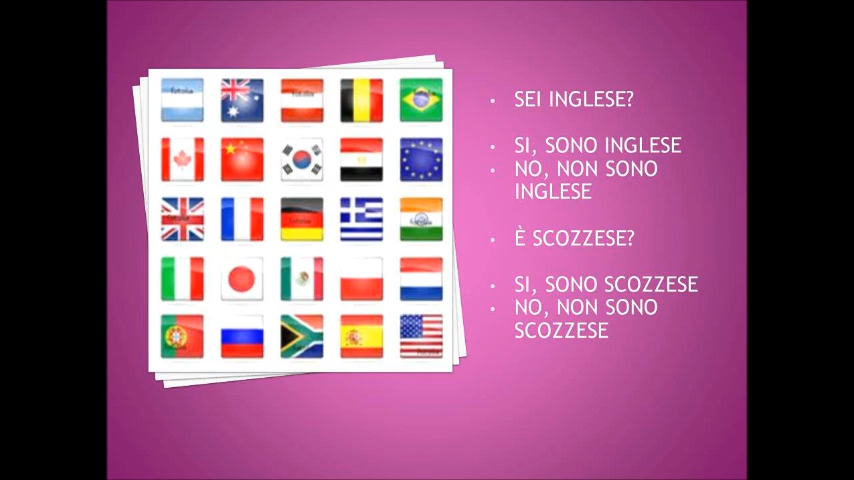 SEI INGLESE?
SI, SONO INGLESE
NO, NON SONO
INGLESE
È SCOZZESE?
SI, SONO SCOZZESE
NO, NON SONO
SCOZZESE